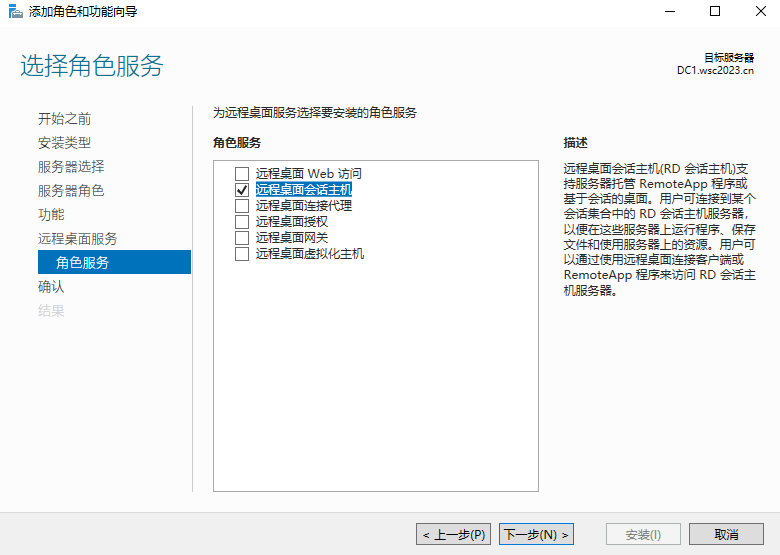 添加角色和功能向导
选择角色服务
目标服务器
DC1.wsc2023.cn
开始之前
安装类型
服务器选择
服务器角色
功能
远程桌面服务
角色服务
确认
结果
为远程桌面服务选择要安装的角色服务
角色服务
远程桌面 Web 访问
远程桌面会话主机
远程桌面连接代理
远程桌面授权
远程桌面网关
远程桌面虚拟化主机
描述
远程桌面会话主机(RD 会话主机)支
持服务器托管 RemoteApp 程序或
基于会话的桌面。用户可连接到某个
会话集合中的 RD 会话主机服务器，
以便在这些服务器上运行程序、保存
文件和使用服务器上的资源。用户可
以通过使用远程桌面连接客户端或
RemoteApp 程序来访问 RD 会话主
机服务器。
< 上一步(P)
下一步(N) >
安装(I)
取消